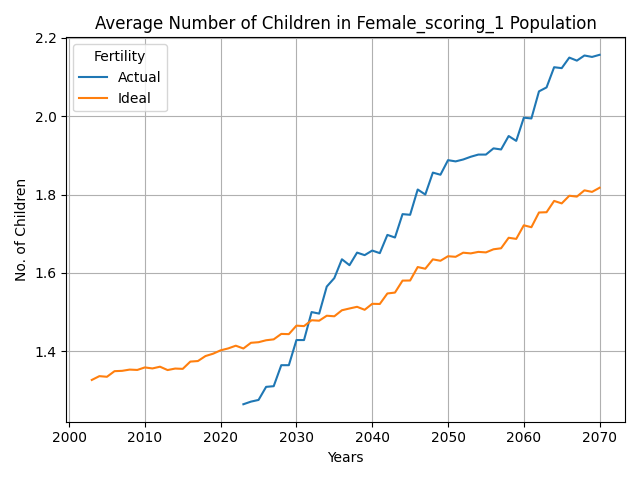 Average Number of Children in Female_scoring_1 Population
Fertility
Actual
Ideal
No. of Children
2.2
2.0
1.8
1.6
1.4
2000 2010 2020 2030 2040 2050 2060 2070
Years